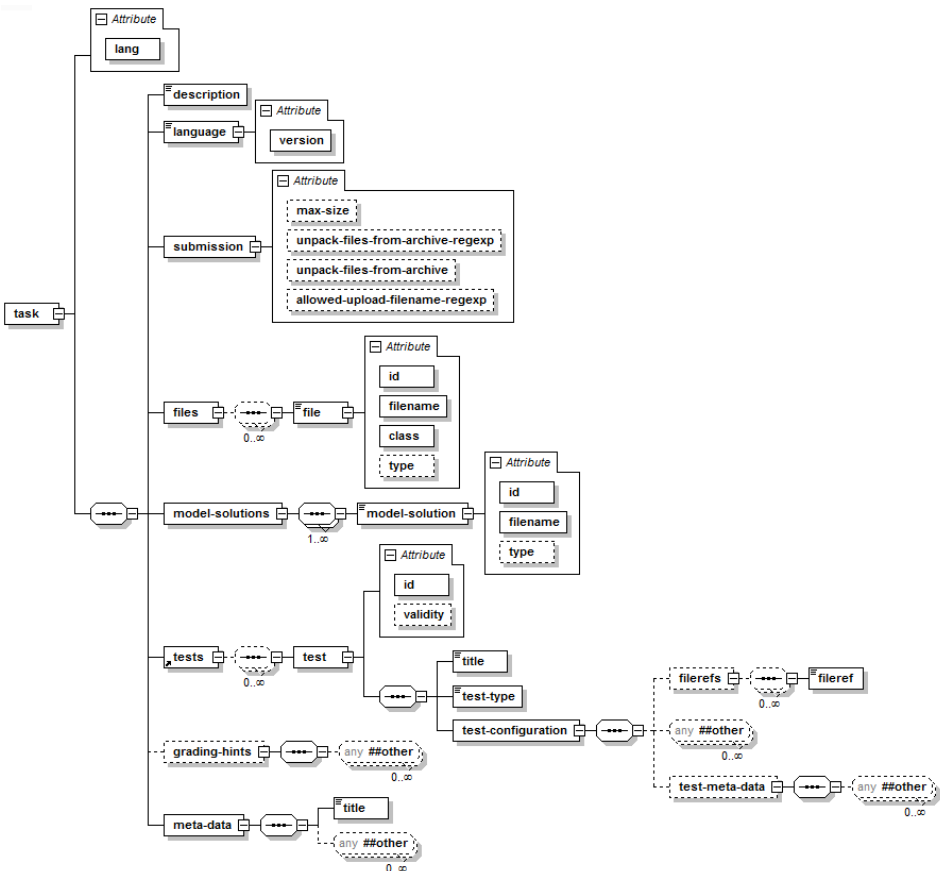 Attribute
lang
description
language
Attribute
version
submission
Attribute
max-size
unpack-files-from-archive-regexp
unpack-files-from-archive
allowed-upload-filename-regexp
task
files
0..∞
file
Attribute
id
filename
class
type
model-solutions
1..∞
model-solution
Attribute
id
filename
type
tests
0..∞
test
Attribute
id
validity
title
test-type
test-configuration
filerefs
0..∞
fileref
any ##other
0..∞
test-meta-data
any ##other
0..∞
grading-hints
any ##other
0..∞
meta-data
title
any ##other
0..∞